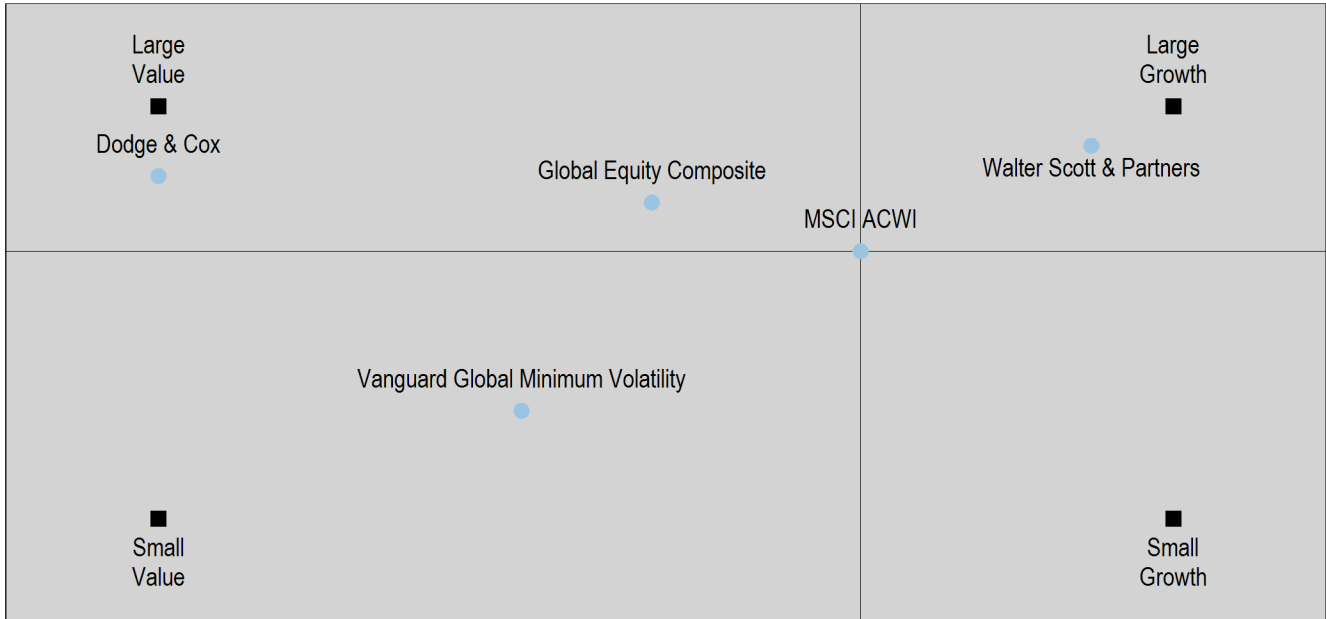 Large
Value
Large
Growth
Dodge & Cox
Global Equity Composite
Walter Scott & Partners
MSCI ACWI
Vanguard Global Minimum Volatility
Small
Value
Small
Growth